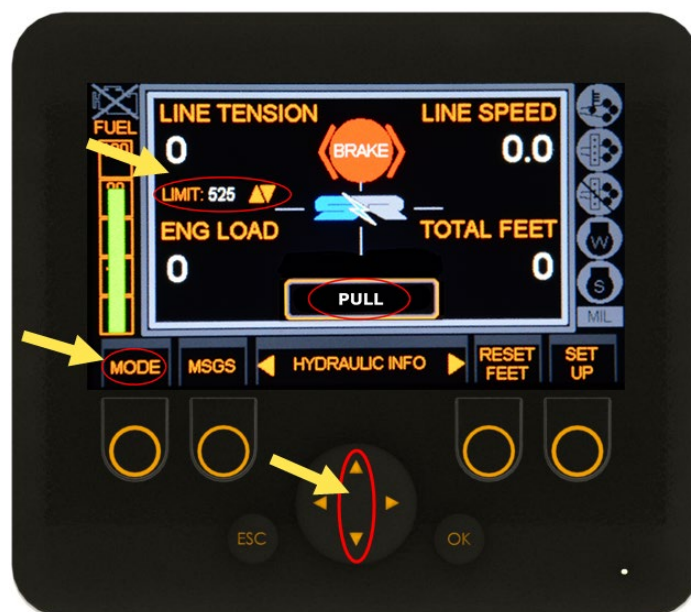 FUEL
LINE TENSION
0
LIMIT: 525
ENG LOAD
0
BRAKE
SR
LINE SPEED
0.0
TOTAL FEET
0
PULL
W
S
MIL
MODE
MSGS
HYDRAULIC INFO
RESET
FEET
SET
UP
ESC
OK